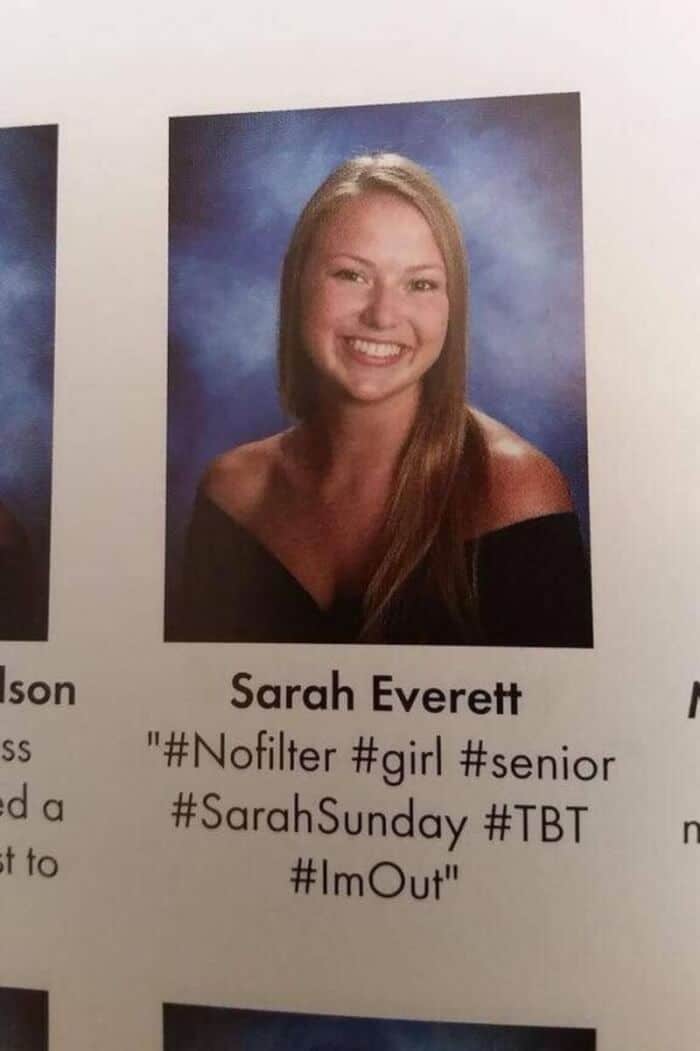 lson
ss
ed a
st to
Sarah Everett
"#Nofilter #girl #senior
#SarahSunday #TBT
#ImOut"